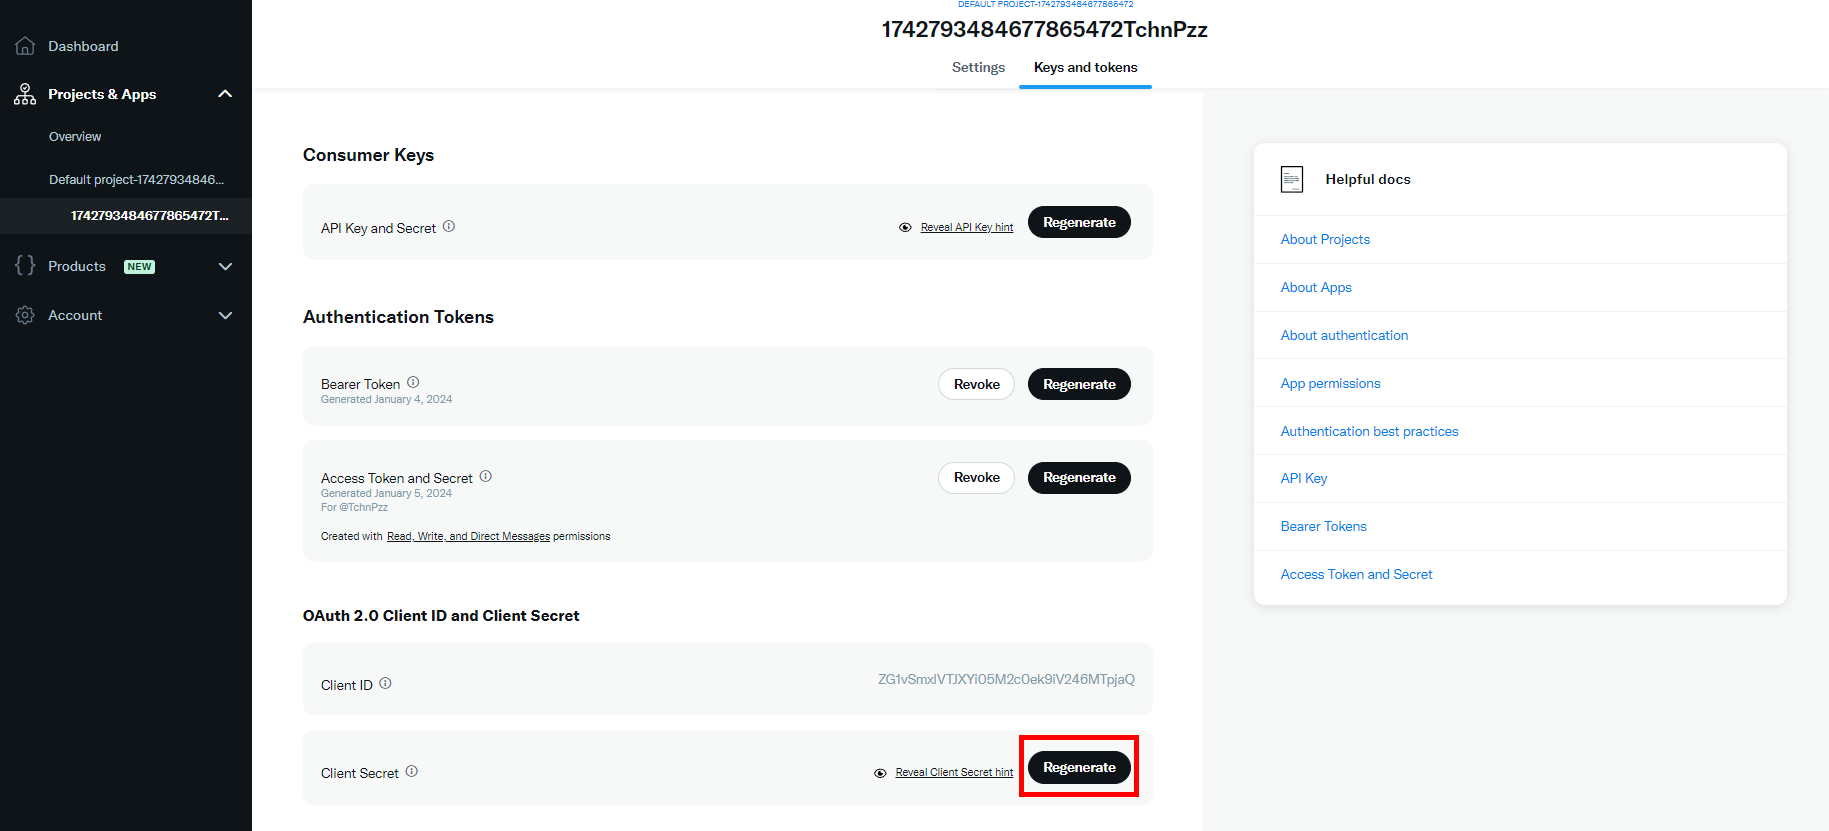 Dashboard
Projects & Apps
Overview
Default project-17427934846...
1742793484677865472T...
Products NEW
Account
DEFAULT PROJECT-1742793484677865472
1742793484677865472TchnPzz
Settings Keys and tokens
Consumer Keys
API Key and Secret Reveal API Key hint Regenerate
Authentication Tokens
Bearer Token Revoke Regenerate
Generated January 4, 2024
Access Token and Secret Revoke Regenerate
Generated January 5, 2024
For @TchnPzz
Created with Read, Write, and Direct Messages permissions
OAuth 2.0 Client ID and Client Secret
Client ID ZG1vSmxlVTJXYi05M2c0ek9iV246MTpjaQ
Client Secret Reveal Client Secret hint Regenerate
Helpful docs
About Projects
About Apps
About authentication
App permissions
Authentication best practices
API Key
Bearer Tokens
Access Token and Secret